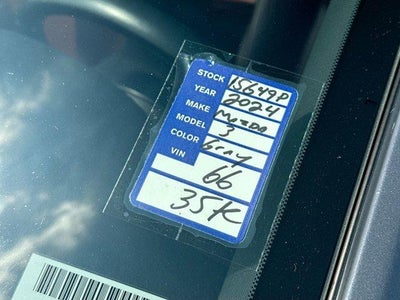 STOCK 15649P
YEAR 2024
MAKE Mazda
MODEL 3
COLOR Gray
VIN 66
35K